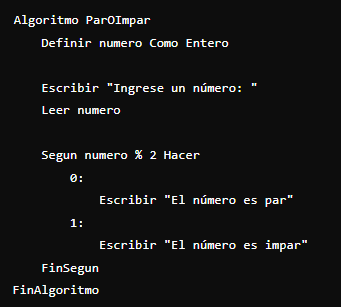 Algoritmo ParOImpar
Definir numero Como Entero
Escribir "Ingrese un número: "
Leer numero
Segun numero % 2 Hacer
0:
Escribir "El número es par"
1:
Escribir "El número es impar"
FinSegun
FinAlgoritmo